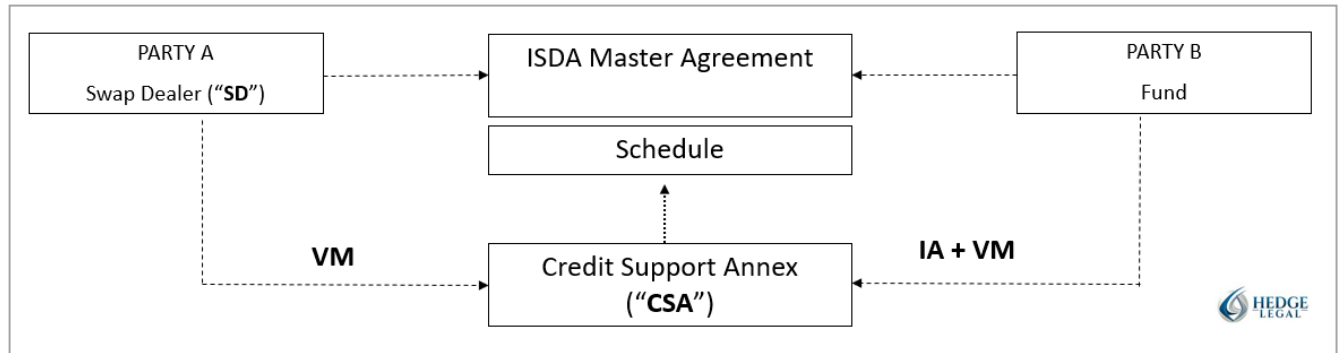 PARTY A
Swap Dealer (“SD”)
ISDA Master Agreement
PARTY B
Fund
Schedule
VM
Credit Support Annex
(“CSA”)
IA + VM
HEDGE
LEGAL